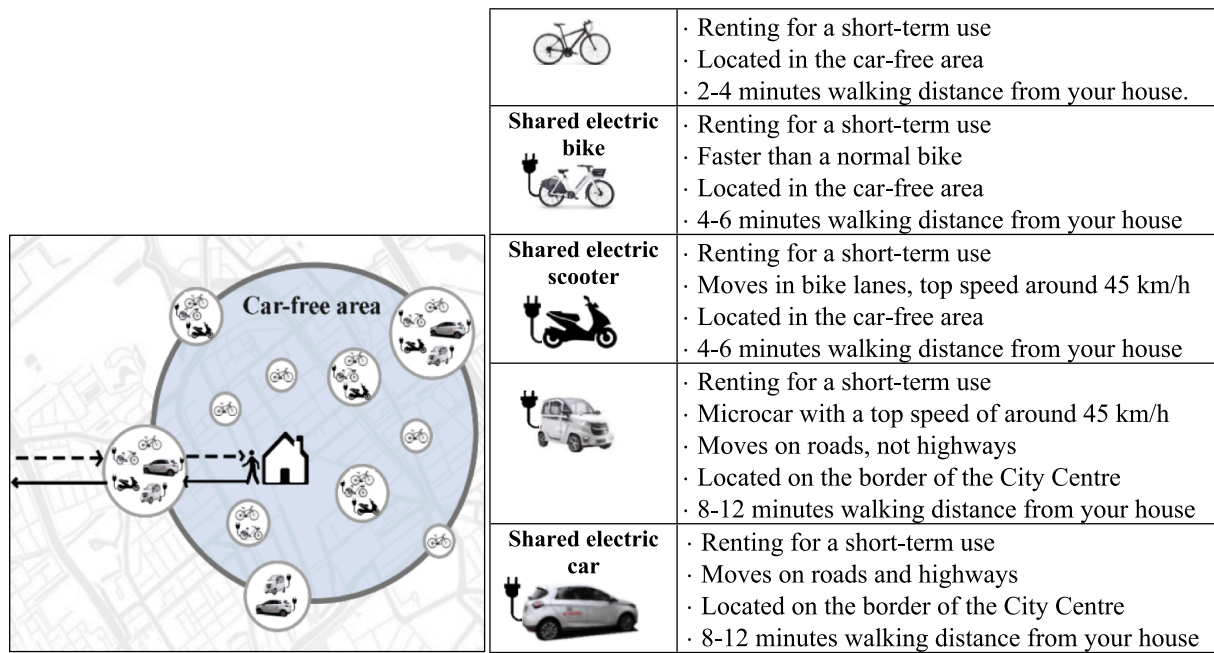 Car-free area
· Renting for a short-term use
· Located in the car-free area
· 2-4 minutes walking distance from your house.
Shared electric
bike
· Renting for a short-term use
· Faster than a normal bike
· Located in the car-free area
· 4-6 minutes walking distance from your house
Shared electric
scooter
· Renting for a short-term use
· Moves in bike lanes, top speed around 45 km/h
· Located in the car-free area
· 4-6 minutes walking distance from your house
· Renting for a short-term use
· Microcar with a top speed of around 45 km/h
· Moves on roads, not highways
· Located on the border of the City Centre
· 8-12 minutes walking distance from your house
Shared electric
car
· Renting for a short-term use
· Moves on roads and highways
· Located on the border of the City Centre
· 8-12 minutes walking distance from your house